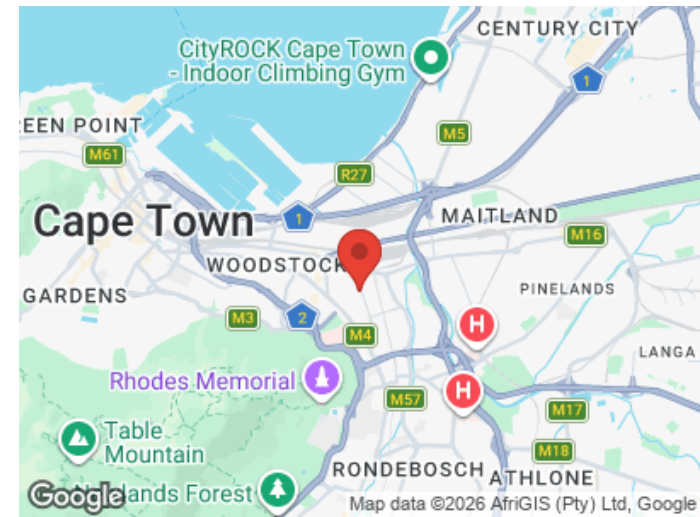 CENTURY CITY
CityROCK Cape Town
- Indoor Climbing Gym
1
EEN POINT
M5
M61
R27
Cape Town
1
MAITLAND
M16
WOODSTOCK
GARDENS
PINELANDS
M3
2
M4
H
LANGA
Rhodes Memorial
H
M57
M17
Table
Mountain
M18
RONDEBOSCH
ATHLONE
Google
lands Forest
Map data ©2026 AfriGIS (Pty) Ltd, Google